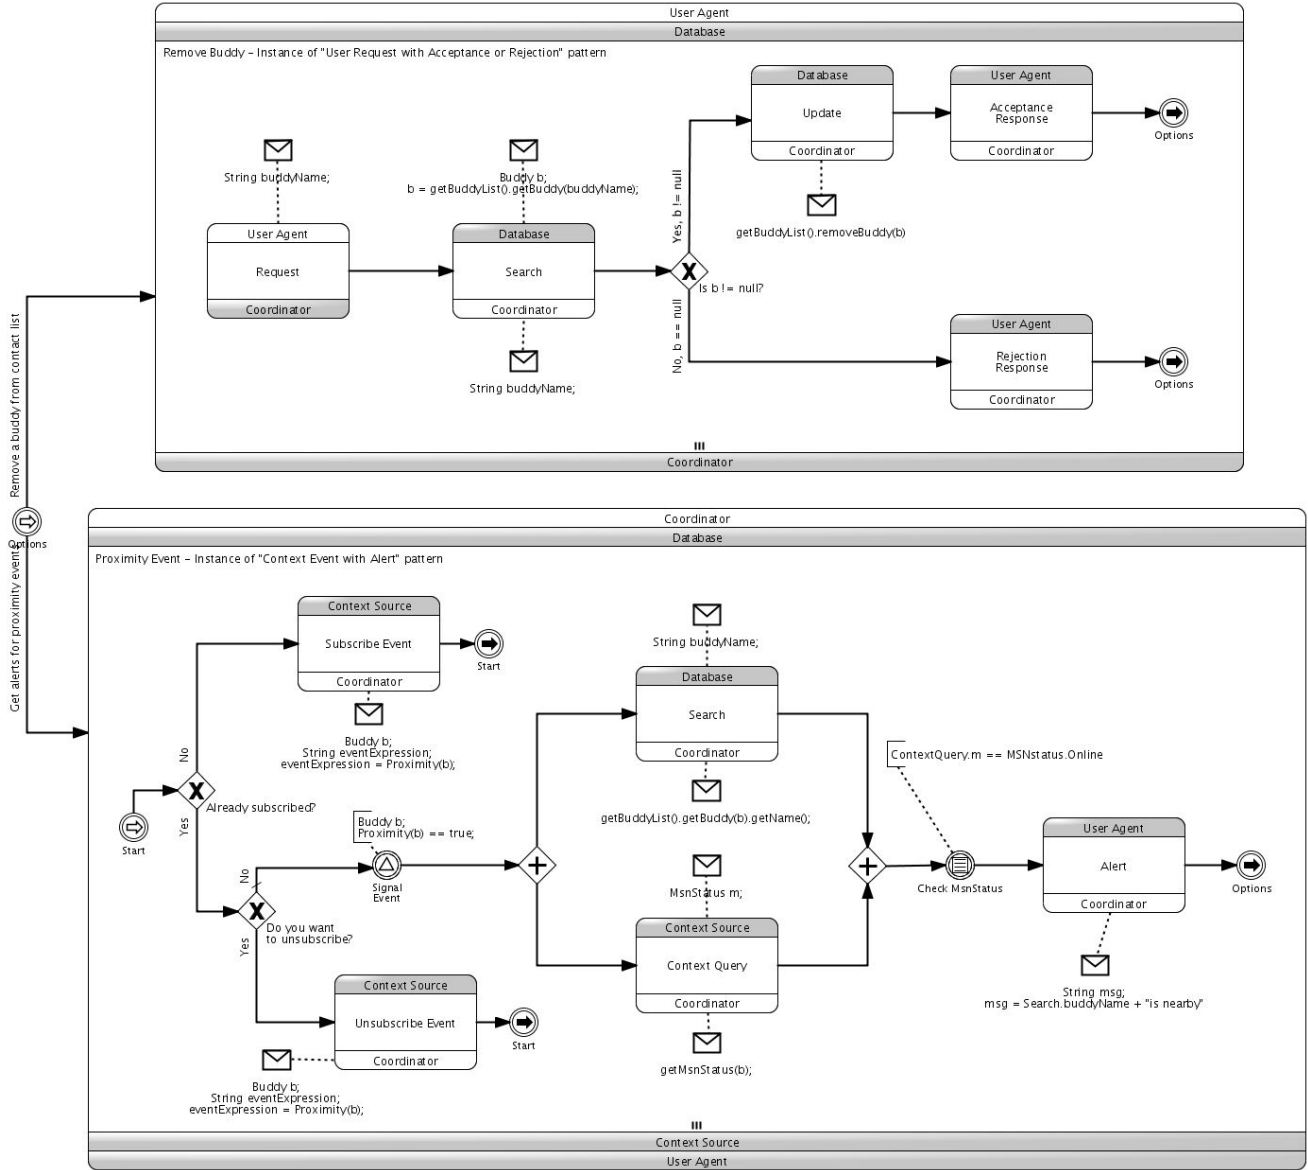 User Agent
Database
Remove Buddy – Instance of "User Request with Acceptance or Rejection" pattern
String buddyName;
User Agent
Request
Coordinator
Buddy b;
b = getBuddyList().getBuddy(buddyName);
Database
Search
Coordinator
String buddyName;
Is b != null?
Yes, b != null
No, b == null
Database
Update
Coordinator
getBuddyList().removeBuddy(b)
User Agent
Acceptance
Response
Coordinator
Options
User Agent
Rejection
Response
Coordinator
Options
Coordinator
Remove a buddy from contact list
Options
Get alerts for proximity events
Coordinator
Database
Proximity Event – Instance of "Context Event with Alert" pattern
Start
Already subscribed?
No
Yes
Context Source
Subscribe Event
Coordinator
Start
Buddy b;
String eventExpression;
eventExpression = Proximity(b);
Do you want
to unsubscribe?
No
Yes
Buddy b;
Proximity(b) == true;
Signal
Event
Context Source
Unsubscribe Event
Coordinator
Start
Buddy b;
String eventExpression;
eventExpression = Proximity(b);
String buddyName;
Database
Search
Coordinator
getBuddyList().getBuddy(b).getName();
MsnStatus m;
Context Source
Context Query
Coordinator
getMsnStatus(b);
ContextQuery.m == MSNstatus.Online
Check MsnStatus
User Agent
Alert
Coordinator
Options
String msg;
msg = Search.buddyName + "is nearby"
Context Source
User Agent